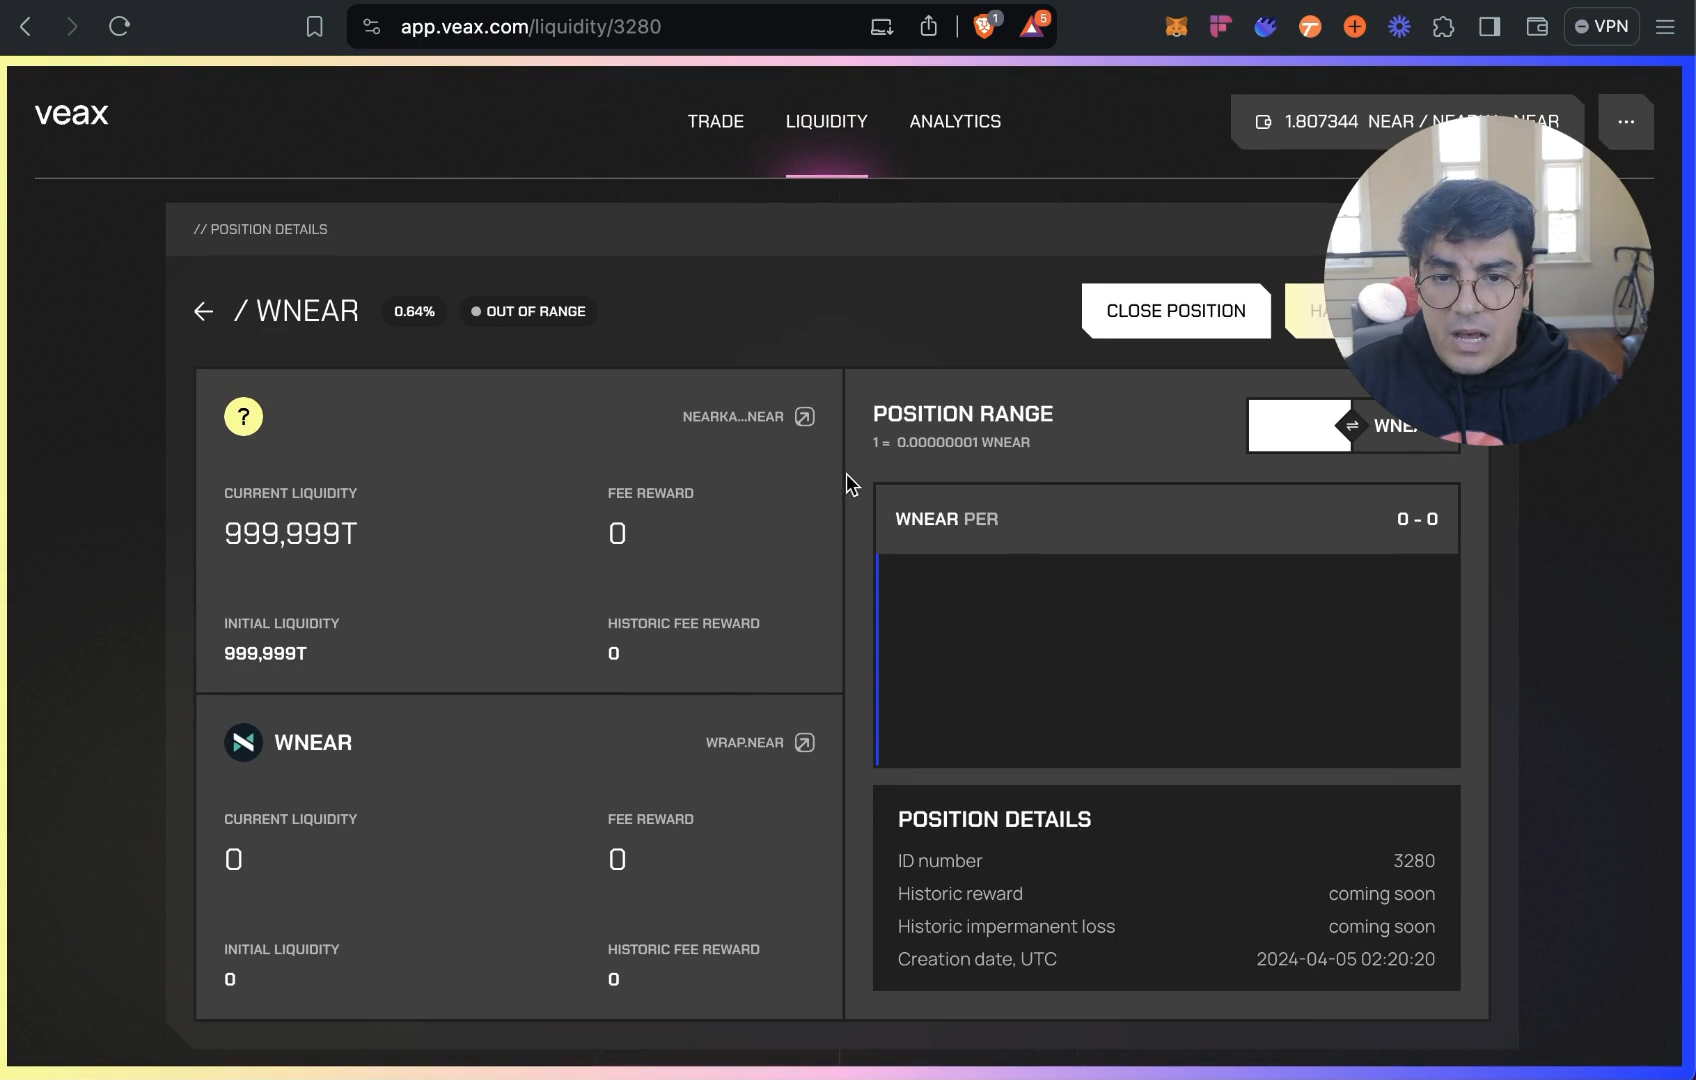 app.veax.com/liquidity/3280
1
5
VPN
veax
TRADE
LIQUIDITY
ANALYTICS
1.807344 NEAR /
// POSITION DETAILS
/ WNEAR
0.64%
OUT OF RANGE
CLOSE POSITION
?
NEARKA...NEAR
CURRENT LIQUIDITY
FEE REWARD
999,999T
0
INITIAL LIQUIDITY
HISTORIC FEE REWARD
999,999T
0
WNEAR
WRAP.NEAR
CURRENT LIQUIDITY
FEE REWARD
0
0
INITIAL LIQUIDITY
HISTORIC FEE REWARD
0
0
POSITION RANGE
1 = 0.00000001 WNEAR
WNEAR PER
0 - 0
POSITION DETAILS
ID number
3280
Historic reward
coming soon
Historic impermanent loss
coming soon
Creation date, UTC
2024-04-05 02:20:20